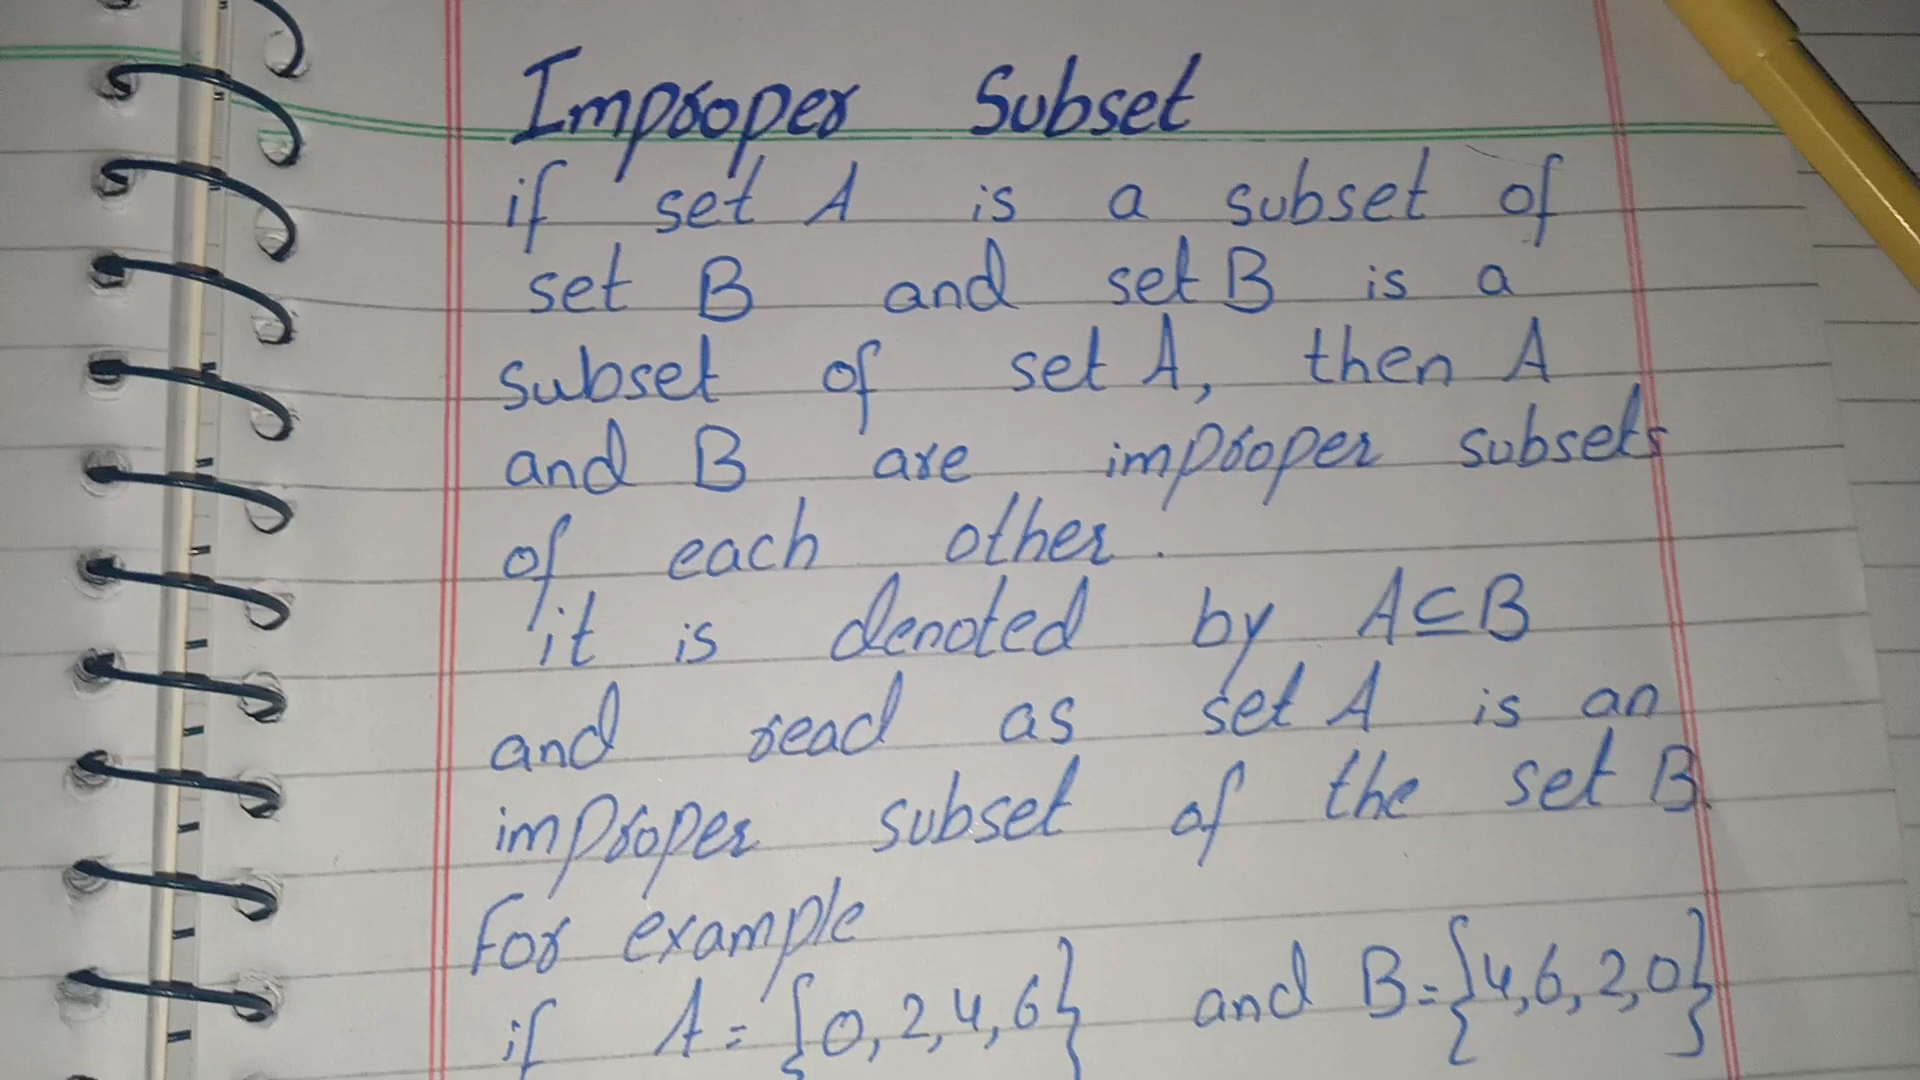 Improper Subset
if set A is a subset of
set B and set B is a
subset of set A, then A
and B are improper subsets
of each other.
it is denoted by A⊆B
and read as set A is an
improper subset of the set B
For example
if A = {0, 2, 4, 6} and B = {4, 6, 2, 0}